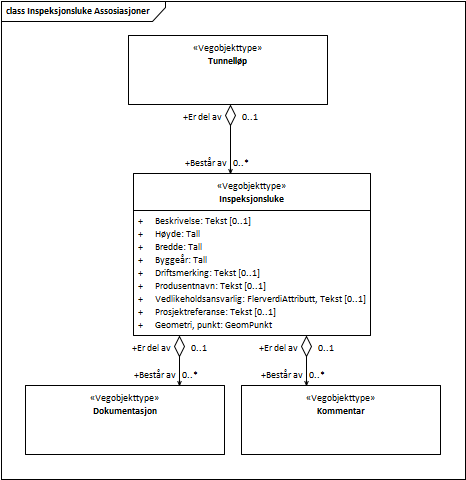 class Inspeksjonsluke Assosiasjoner
«Vegobjekttype»
Tunnelløp
+Er del av 0..1
+Består av 0..*
«Vegobjekttype»
Inspeksjonsluke
+ Beskrivelse: Tekst [0..1]
+ Høyde: Tall
+ Bredde: Tall
+ Byggeår: Tall
+ Driftsmerking: Tekst [0..1]
+ Produsentnavn: Tekst [0..1]
+ Vedlikeholdsansvarlig: FlerverdiAttributt, Tekst [0..1]
+ Prosjektreferanse: Tekst [0..1]
+ Geometri, punkt: GeomPunkt
+Er del av 0..1 +Er del av 0..1
+Består av 0..* +Består av 0..*
«Vegobjekttype» «Vegobjekttype»
Dokumentasjon Kommentar